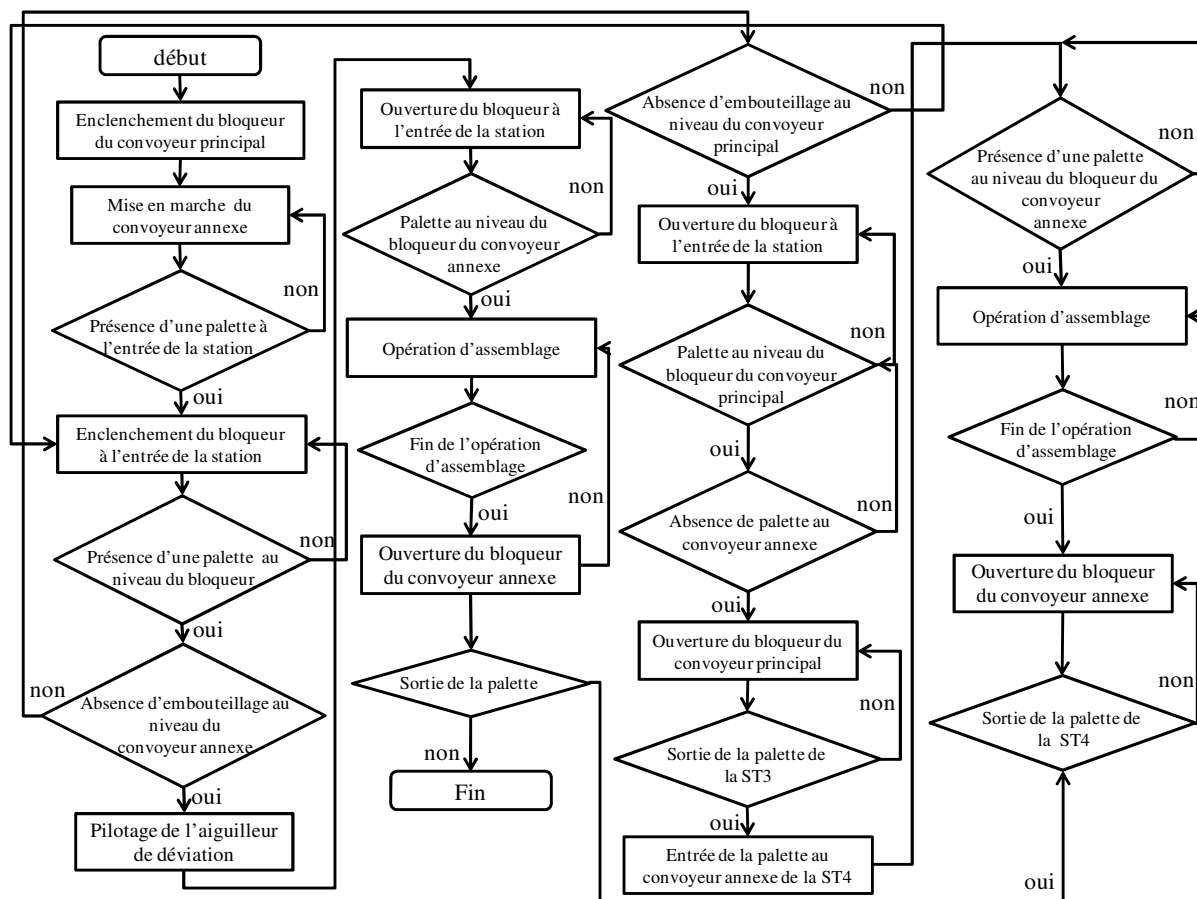 début
Enclenchement du bloqueur
du convoyeur principal
Mise en marche du
convoyeur annexe
non
Présence d’une palette à
l’entrée de la station
oui
Enclenchement du bloqueur
à l’entrée de la station
non
Présence d’une palette au
niveau du bloqueur
oui
non
Absence d’embouteillage au
niveau du
convoyeur annexe
oui
Pilotage de l’aiguilleur
de déviation
Ouverture du bloqueur à
l’entrée de la station
non
Palette au niveau du
bloqueur du convoyeur
annexe
oui
Opération d’assemblage
Fin de l’opération
d’assemblage
non
oui
Ouverture du bloqueur
du convoyeur annexe
Sortie de la palette
non
Fin
Absence d’embouteillage au
niveau du convoyeur
principal
non
oui
Ouverture du bloqueur à
l’entrée de la station
non
Palette au niveau du
bloqueur du convoyeur
principal
oui
non
Absence de palette au
convoyeur annexe
oui
Ouverture du bloqueur du
convoyeur principal
non
Sortie de la palette de
la ST3
oui
Entrée de la palette au
convoyeur annexe de la ST4
non
Présence d’une palette
au niveau du bloqueur du
convoyeur
annexe
oui
Opération d’assemblage
non
Fin de l’opération
d’assemblage
oui
Ouverture du bloqueur
du convoyeur annexe
non
Sortie de la palette de
la ST4
oui